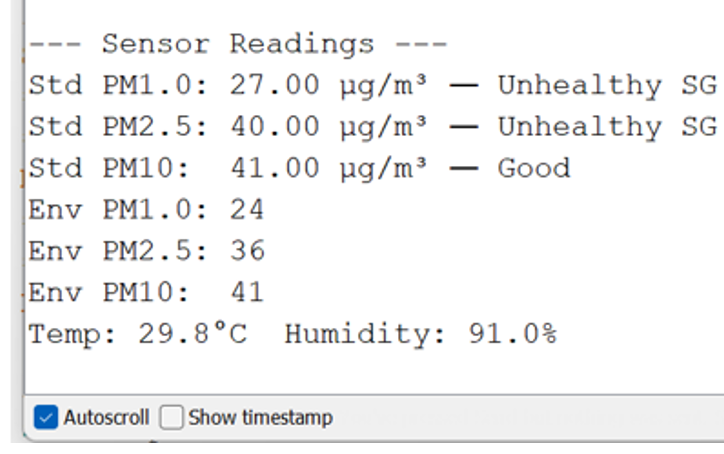 --- Sensor Readings ---
Std PM1.0: 27.00 µg/m³ — Unhealthy SG
Std PM2.5: 40.00 µg/m³ — Unhealthy SG
Std PM10:  41.00 µg/m³ — Good
Env PM1.0: 24
Env PM2.5: 36
Env PM10:  41
Temp: 29.8°C  Humidity: 91.0%
Autoscroll Show timestamp